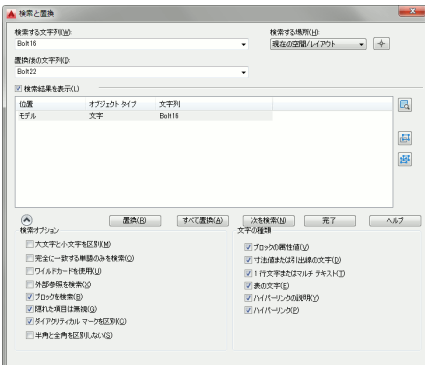 検索と置換
検索する文字列(W):
検索する場所(H):
Bolt16
現在の空間/レイアウト
置換後の文字列(I):
Bolt22
検索結果を表示(L)
位置 オブジェクト タイプ 文字列
モデル 文字 Bolt16
置換(R) すべて置換(A) 次を検索(N) 完了 ヘルプ
検索オプション
大文字と小文字を区別(M)
完全に一致する単語のみを検索(O)
ワイルドカードを使用(U)
外部参照を検索(X)
ブロックを検索(B)
隠れた項目は無視(G)
ダイアクリティカル マークを区別(C)
半角と全角を区別しない(S)
文字の種類
ブロックの属性値(V)
寸法値または引出線の文字(D)
1 行文字またはマルチ テキスト(T)
表の文字(E)
ハイパーリンクの説明(Y)
ハイパーリンク(P)